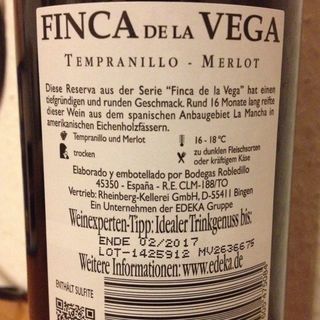 FINCA DE LA VEGA
TEMPRANILLO - MERLOT
Diese Reserva aus der Serie "Finca de la Vega" hat einen
tiefgründigen und runden Geschmack. Rund 16 Monate lang reifte
dieser Wein aus dem spanischen Anbaugebiet La Mancha in
amerikanischen Eichenholzfässern.
Tempranillo und Merlot
16 - 18°C
trocken
zu dunklen Fleischsorten
oder kräftigem Käse
Elaborado y embotellado por Bodegas Robledillo
45350 - España - R.E. CLM-188/TO
Vertrieb: Rheinberg-Kellerei GmbH, D-55411 Bingen
Ein Unternehmen der EDEKA Gruppe
Weinexperten-Tipp: Idealer Trinkgenuss bis:
ENDE 02/2017
LOT-1425912 MV2636675
Weitere Informationen: www.edeka.de
ENTHÄLT SULFITE